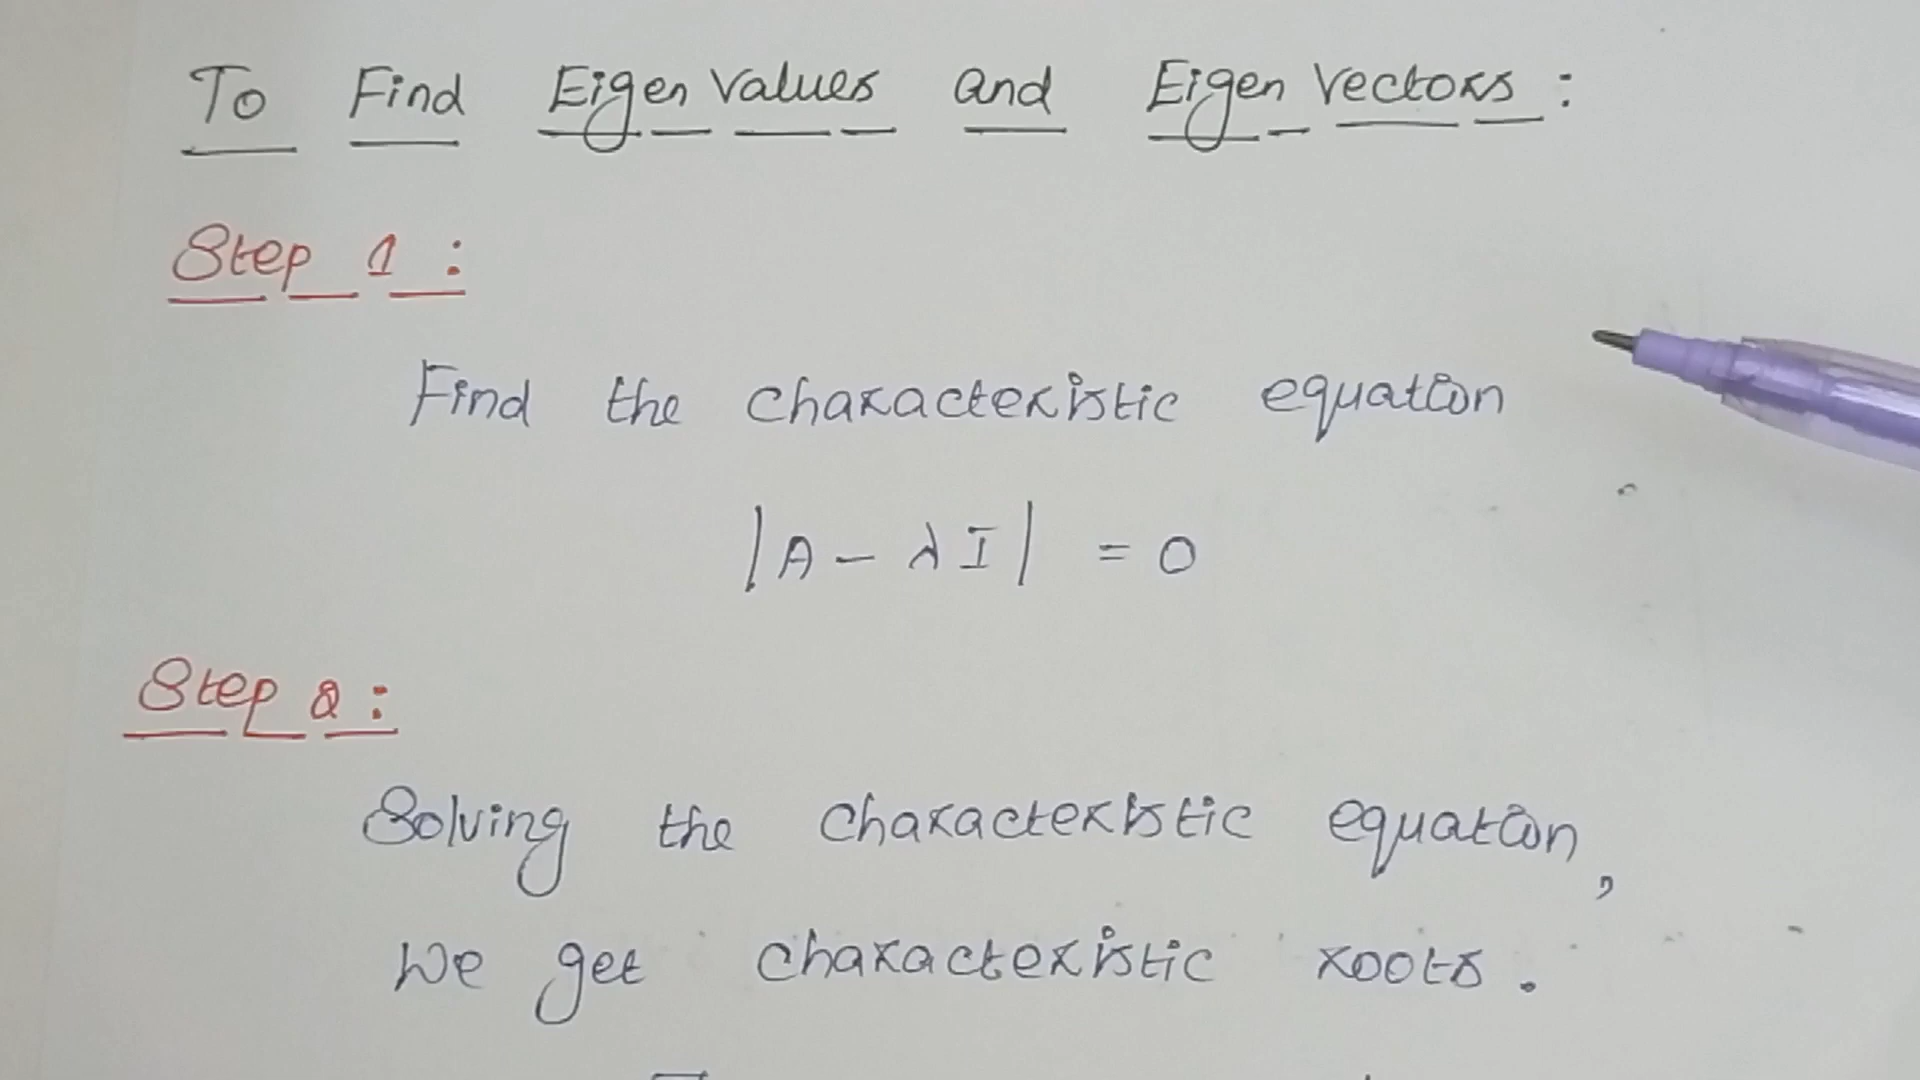 To Find Eigen Values and Eigen Vectors :
Step 1 :
Find the characteristic equation
|A - λI| = 0
Step 2 :
Solving the characteristic equation,
We get characteristic roots.